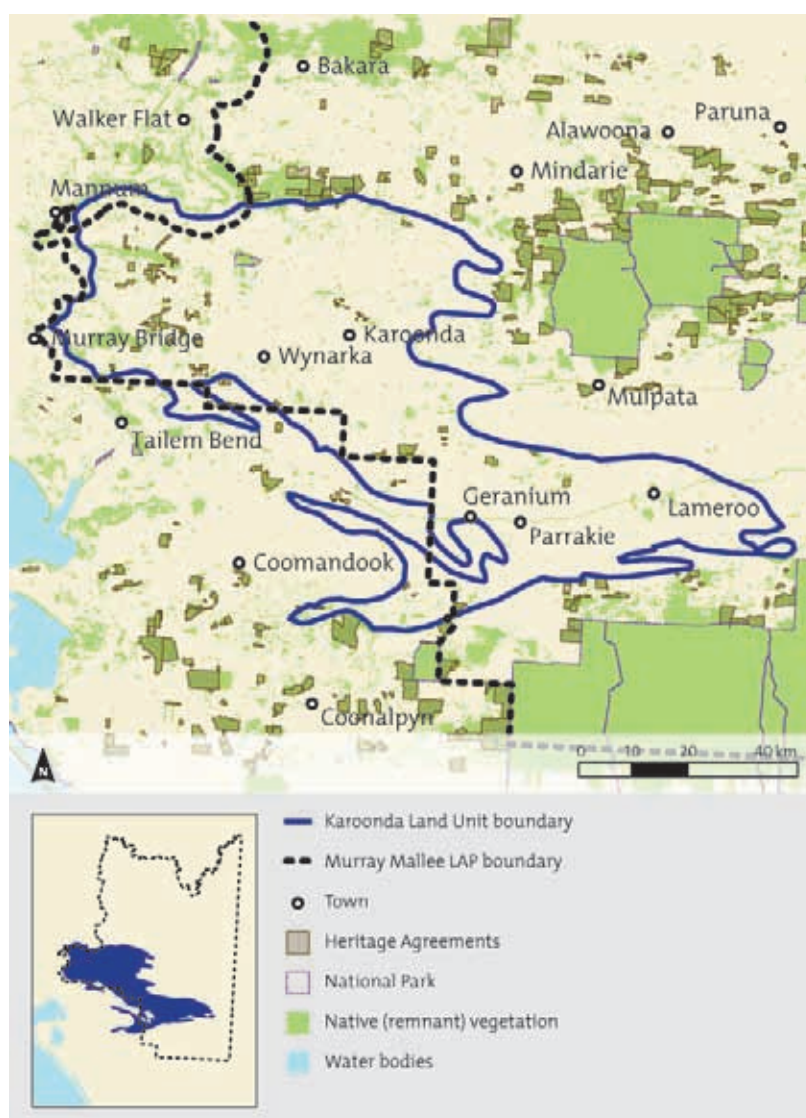 Bakara
Walker Flat
Paruna
Alawoona
Mindarie
Mannum
Murray Bridge
Karoonda
Wynarka
Mulpata
Tailem Bend
Geranium
Lameroo
Parrakie
Coomandook
Coonalpyn
N
0 10 20 40 km
Karoonda Land Unit boundary
Murray Mallee LAP boundary
Town
Heritage Agreements
National Park
Native (remnant) vegetation
Water bodies